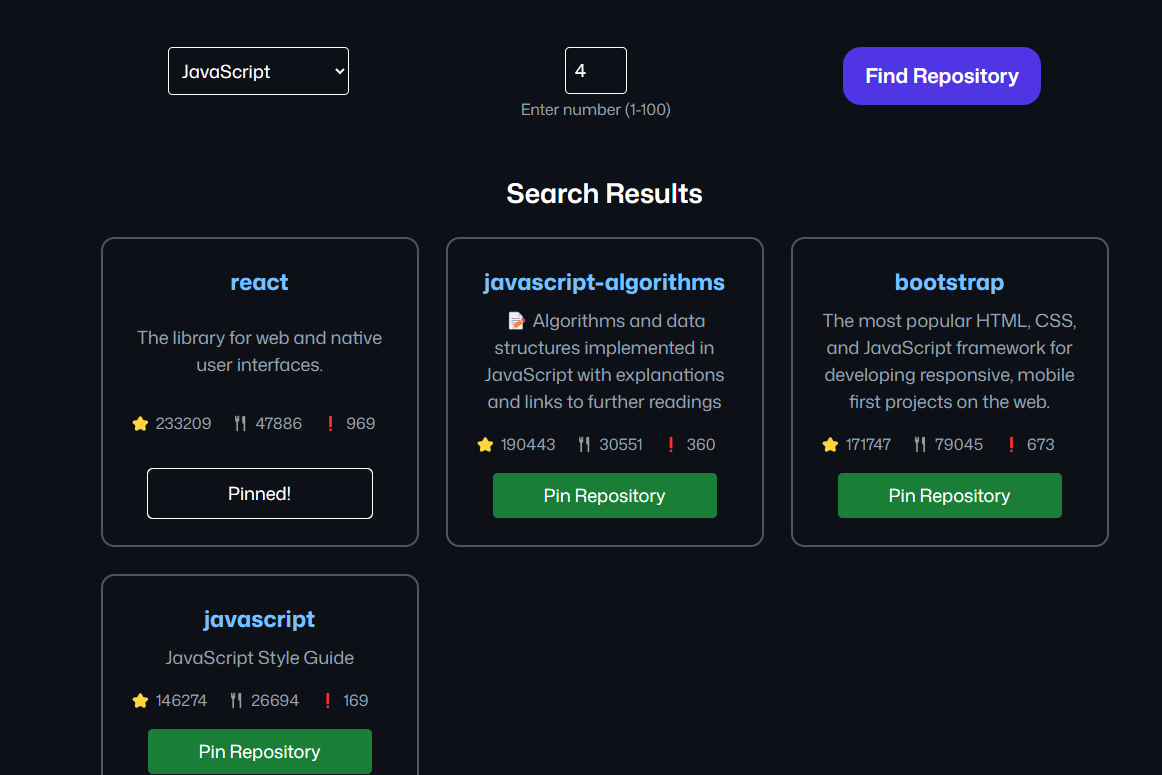 JavaScript
4
Find Repository
Enter number (1-100)
Search Results
react
The library for web and native
user interfaces.
⭐ 233209 🍴 47886 ❗ 969
Pinned!
javascript-algorithms
📝 Algorithms and data
structures implemented in
JavaScript with explanations
and links to further readings
⭐ 190443 🍴 30551 ❗ 360
Pin Repository
bootstrap
The most popular HTML, CSS,
and JavaScript framework for
developing responsive, mobile
first projects on the web.
⭐ 171747 🍴 79045 ❗ 673
Pin Repository
javascript
JavaScript Style Guide
⭐ 146274 🍴 26694 ❗ 169
Pin Repository